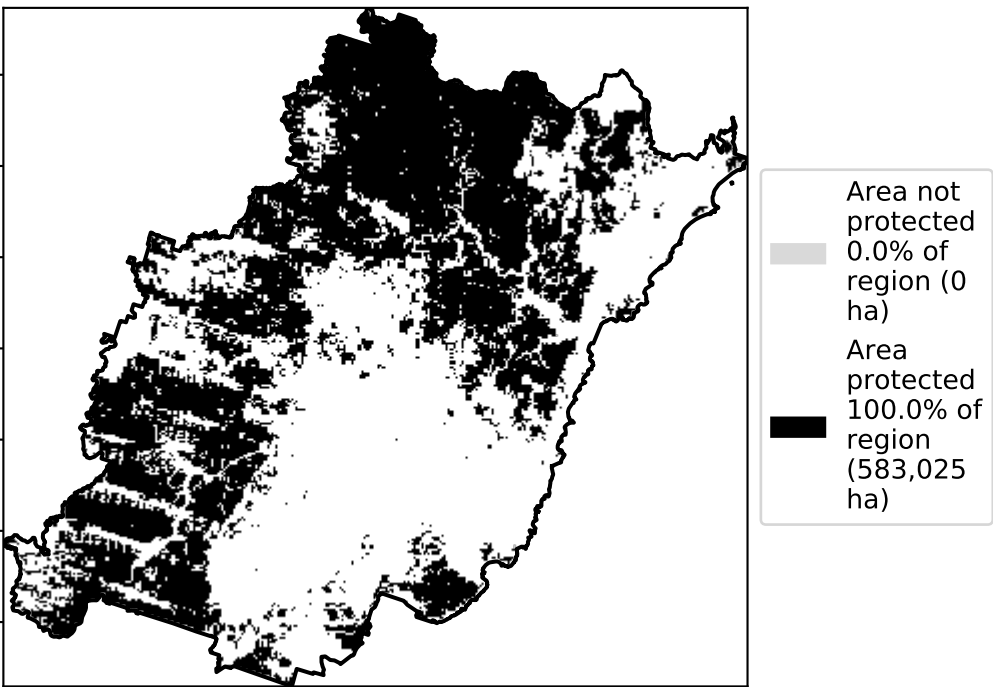 Area not
protected
0.0% of
region (0
ha)
Area
protected
100.0% of
region
(583,025
ha)